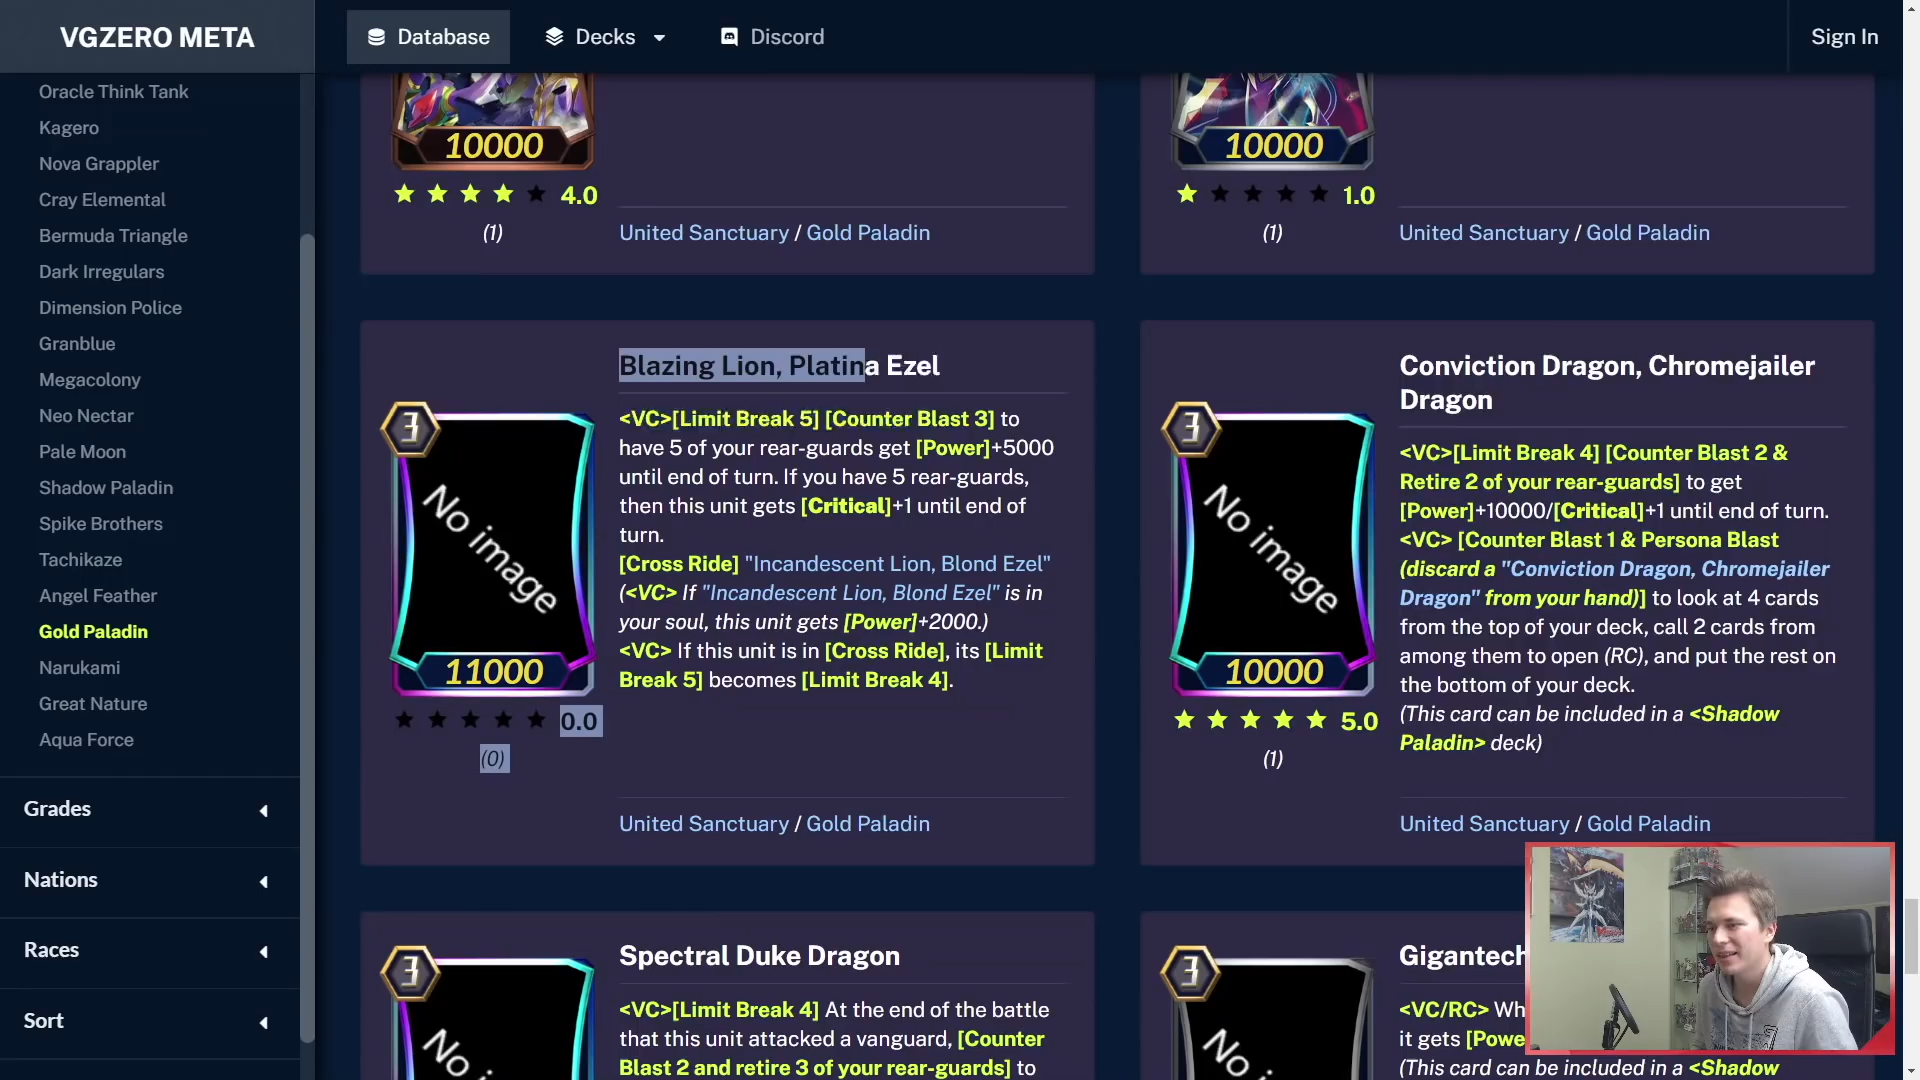 VGZERO META
Database
Decks
Discord
Sign In
Oracle Think Tank
Kagero
Nova Grappler
Cray Elemental
Bermuda Triangle
Dark Irregulars
Dimension Police
Granblue
Megacolony
Neo Nectar
Pale Moon
Shadow Paladin
Spike Brothers
Tachikaze
Angel Feather
Gold Paladin
Narukami
Great Nature
Aqua Force
Grades
Nations
Races
Sort
10000
4.0
(1)
United Sanctuary / Gold Paladin
10000
1.0
(1)
United Sanctuary / Gold Paladin
Blazing Lion, Platina Ezel
3
No image
11000
0.0
(0)
<VC>[Limit Break 5] [Counter Blast 3] to
have 5 of your rear-guards get [Power]+5000
until end of turn. If you have 5 rear-guards,
then this unit gets [Critical]+1 until end of
turn.
[Cross Ride] "Incandescent Lion, Blond Ezel"
(<VC> If "Incandescent Lion, Blond Ezel" is in
your soul, this unit gets [Power]+2000.)
<VC> If this unit is in [Cross Ride], its [Limit
Break 5] becomes [Limit Break 4].
United Sanctuary / Gold Paladin
Conviction Dragon, Chromejailer
Dragon
3
No image
10000
5.0
(1)
<VC>[Limit Break 4] [Counter Blast 2 &
Retire 2 of your rear-guards] to get
[Power]+10000/[Critical]+1 until end of turn.
<VC> [Counter Blast 1 & Persona Blast
(discard a "Conviction Dragon, Chromejailer
Dragon" from your hand)] to look at 4 cards
from the top of your deck, call 2 cards from
among them to open (RC), and put the rest on
the bottom of your deck.
(This card can be included in a <Shadow
Paladin> deck)
United Sanctuary / Gold Paladin
Spectral Duke Dragon
3
No im
<VC>[Limit Break 4] At the end of the battle
that this unit attacked a vanguard, [Counter
Blast 2 and retire 3 of your rear-guards] to
Gigantech
3
No im
<VC/RC> Wh
it gets [Powe
(This card can be included in a <Shadow